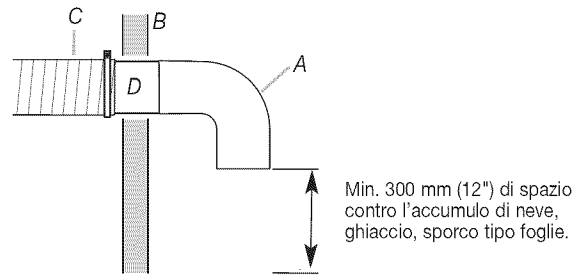 C
B
A
D
Min. 300 mm (12") di spazio
contro l'accumulo di neve,
ghiaccio, sporco tipo foglie.